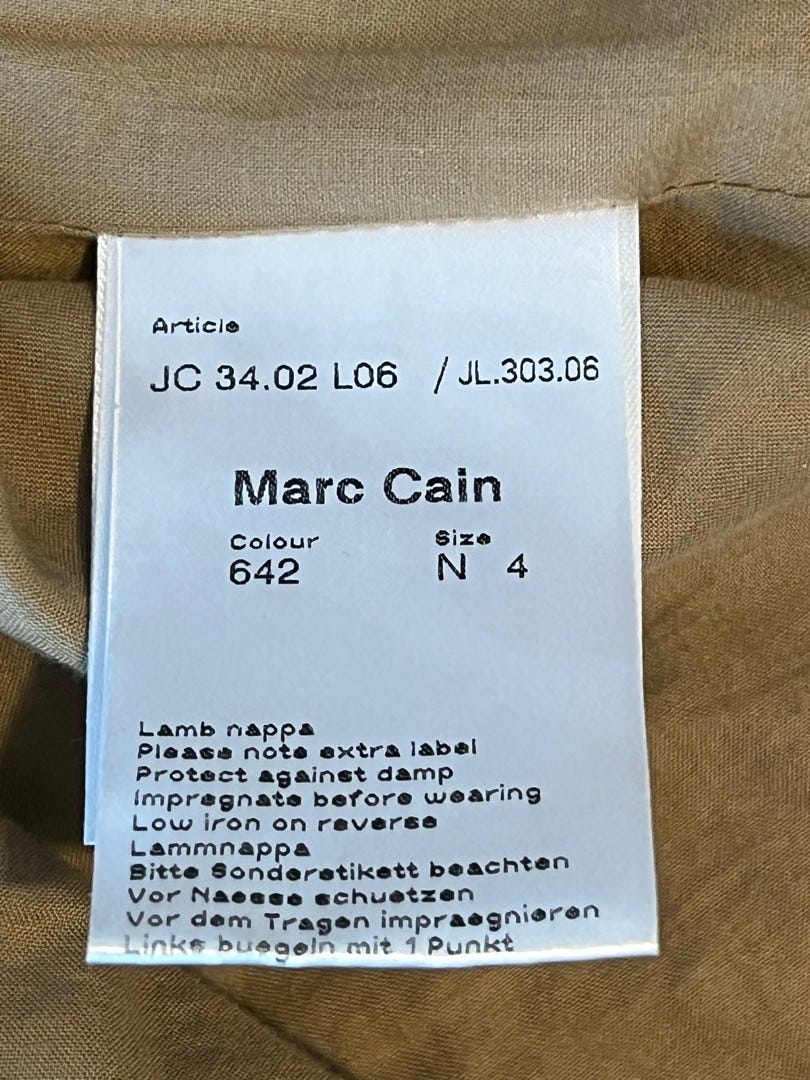 Article
JC 34.02 L06 / JL.303.06
Marc Cain
Colour Size
642 N 4
Lamb nappa
Please note extra label
Protect against damp
Impregnate before wearing
Low iron on reverse
Lammnappa
Bitte Sonderetikett beachten
Vor Naesse schuetzen
Vor dem Tragen impraegnieren
Links buegeln mit 1 Punkt